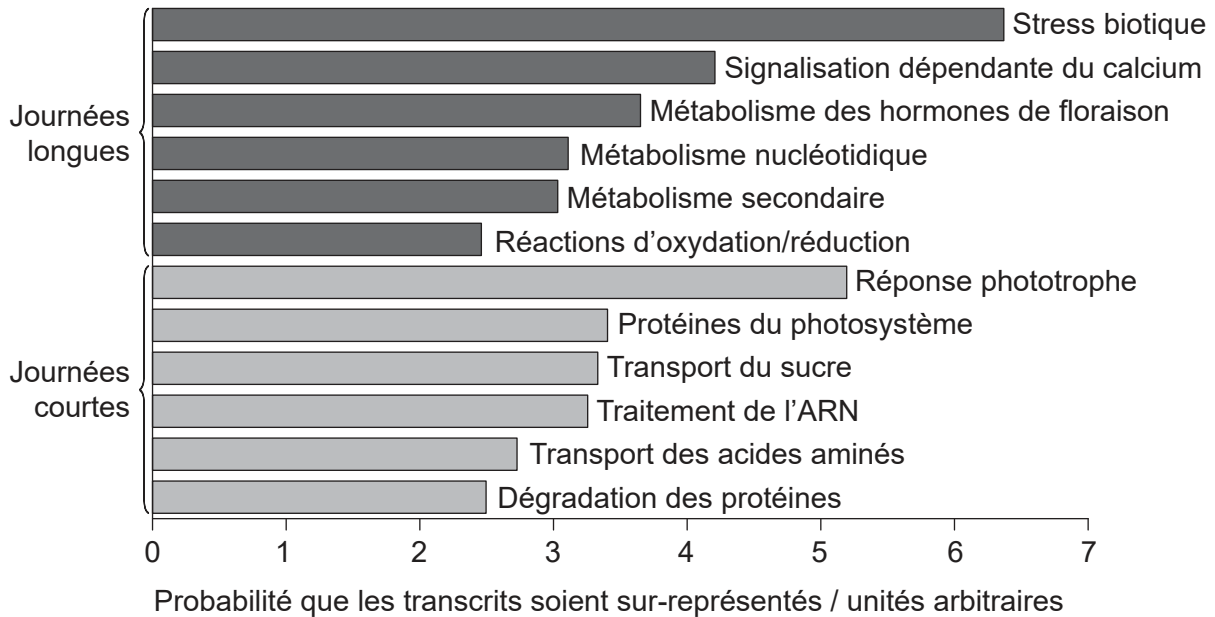 Journées
longues
Stress biotique
Signalisation dépendante du calcium
Métabolisme des hormones de floraison
Métabolisme nucléotidique
Métabolisme secondaire
Réactions d’oxydation/réduction
Journées
courtes
Réponse phototrophe
Protéines du photosystème
Transport du sucre
Traitement de l’ARN
Transport des acides aminés
Dégradation des protéines
0 1 2 3 4 5 6 7
Probabilité que les transcrits soient sur-représentés / unités arbitraires